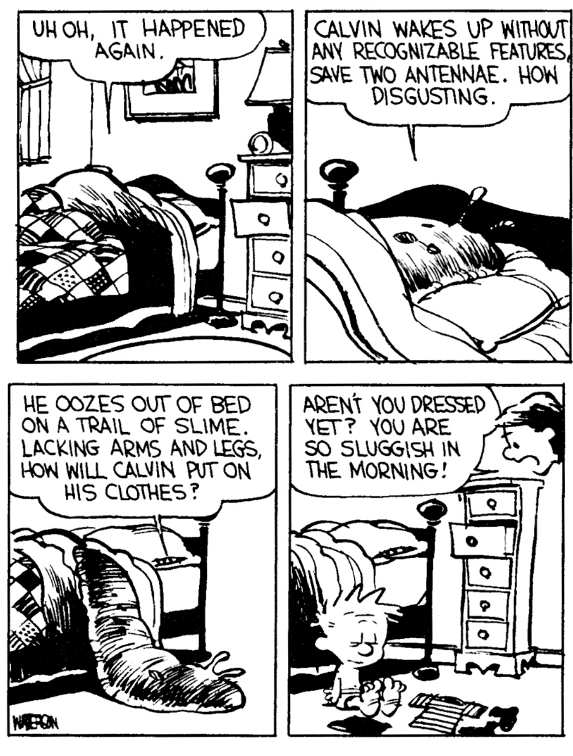 UH OH, IT HAPPENED
AGAIN.
CALVIN WAKES UP WITHOUT
ANY RECOGNIZABLE FEATURES,
SAVE TWO ANTENNAE. HOW
DISGUSTING.
HE OOZES OUT OF BED
ON A TRAIL OF SLIME.
LACKING ARMS AND LEGS,
HOW WILL CALVIN PUT ON
HIS CLOTHES?
WATTERSON
AREN'T YOU DRESSED
YET? YOU ARE
SO SLUGGISH IN
THE MORNING!